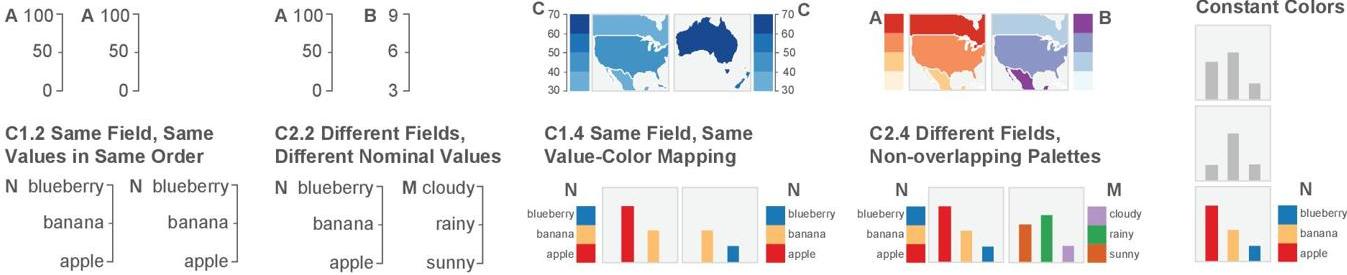 A 100 A 100
50 50
0 0
A 100 B 9
50 6
0 3
C 70 70 C
60 60
50 50
40 40
30 30
A B
Constant Colors
C1.2 Same Field, Same
Values in Same Order
N blueberry N blueberry
banana banana
apple apple
C2.2 Different Fields,
Different Nominal Values
N blueberry M cloudy
banana rainy
apple sunny
C1.4 Same Field, Same
Value-Color Mapping
N N
blueberry blueberry
banana banana
apple apple
C2.4 Different Fields,
Non-overlapping Palettes
N M
blueberry cloudy
banana rainy
apple sunny
N
blueberry
banana
apple